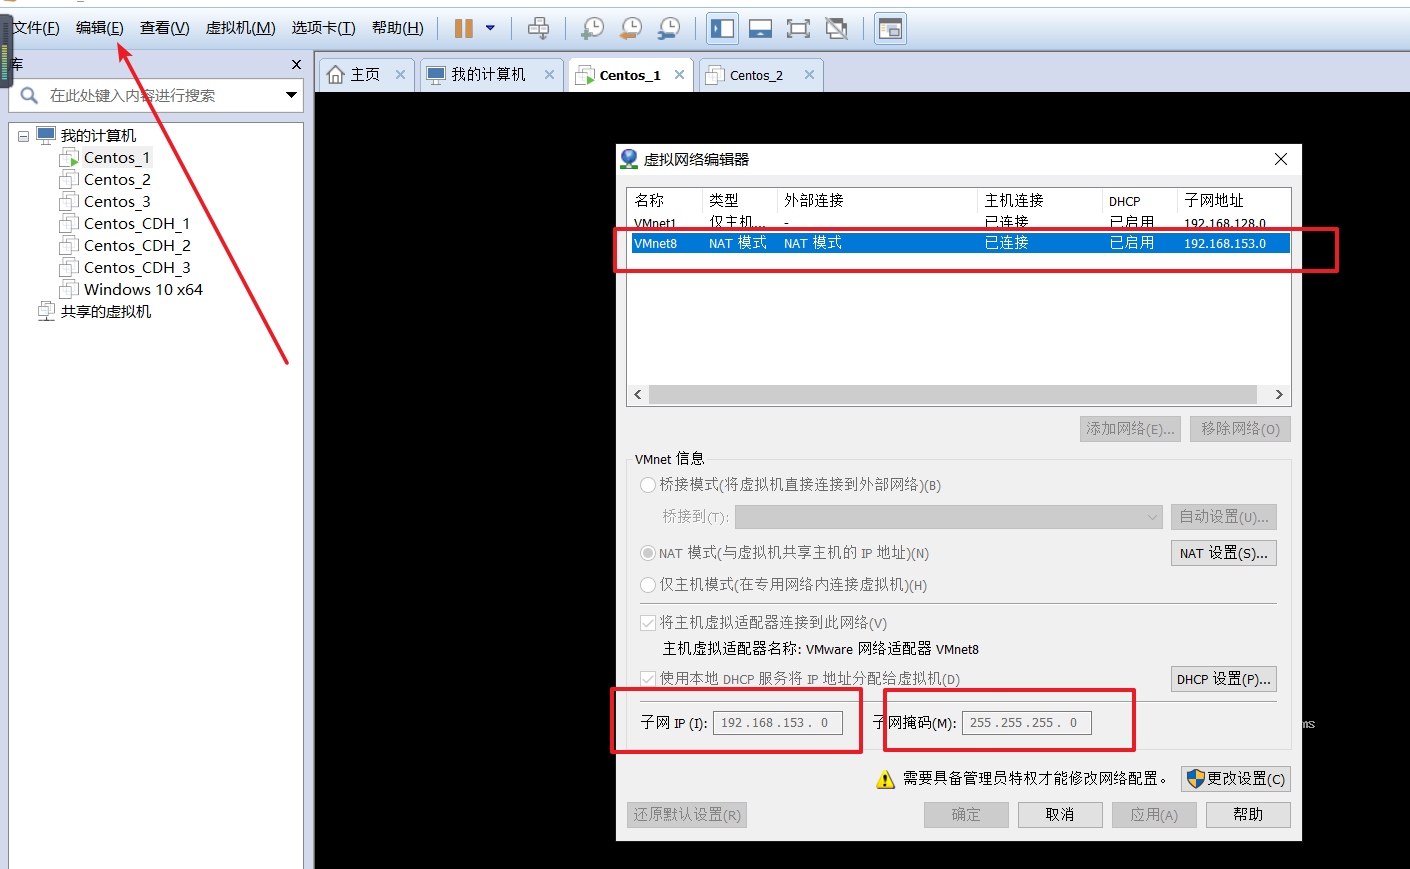 文件(F) 编辑(E) 查看(V) 虚拟机(M) 选项卡(T) 帮助(H)
库
在此处键入内容进行搜索
我的计算机
Centos_1
Centos_2
Centos_3
Centos_CDH_1
Centos_CDH_2
Centos_CDH_3
Windows 10 x64
共享的虚拟机
主页 我的计算机 Centos_1 Centos_2
虚拟网络编辑器
名称 类型 外部连接 主机连接 DHCP 子网地址
VMnet1 仅主机... - 已连接 已启用 192.168.128.0
VMnet8 NAT 模式 NAT 模式 已连接 已启用 192.168.153.0
添加网络(E)... 移除网络(O)
VMnet 信息
桥接模式(将虚拟机直接连接到外部网络)(B)
桥接到(T): 自动设置(U)...
NAT 模式(与虚拟机共享主机的 IP 地址)(N) NAT 设置(S)...
仅主机模式(在专用网络内连接虚拟机)(H)
将主机虚拟适配器连接到此网络(V)
主机虚拟适配器名称: VMware 网络适配器 VMnet8
使用本地 DHCP 服务将 IP 地址分配给虚拟机(D) DHCP 设置(P)...
子网 IP (I): 192.168.153. 0 子网掩码(M): 255.255.255. 0
ms
需要具备管理员特权才能修改网络配置。 更改设置(C)
还原默认设置(R) 确定 取消 应用(A) 帮助